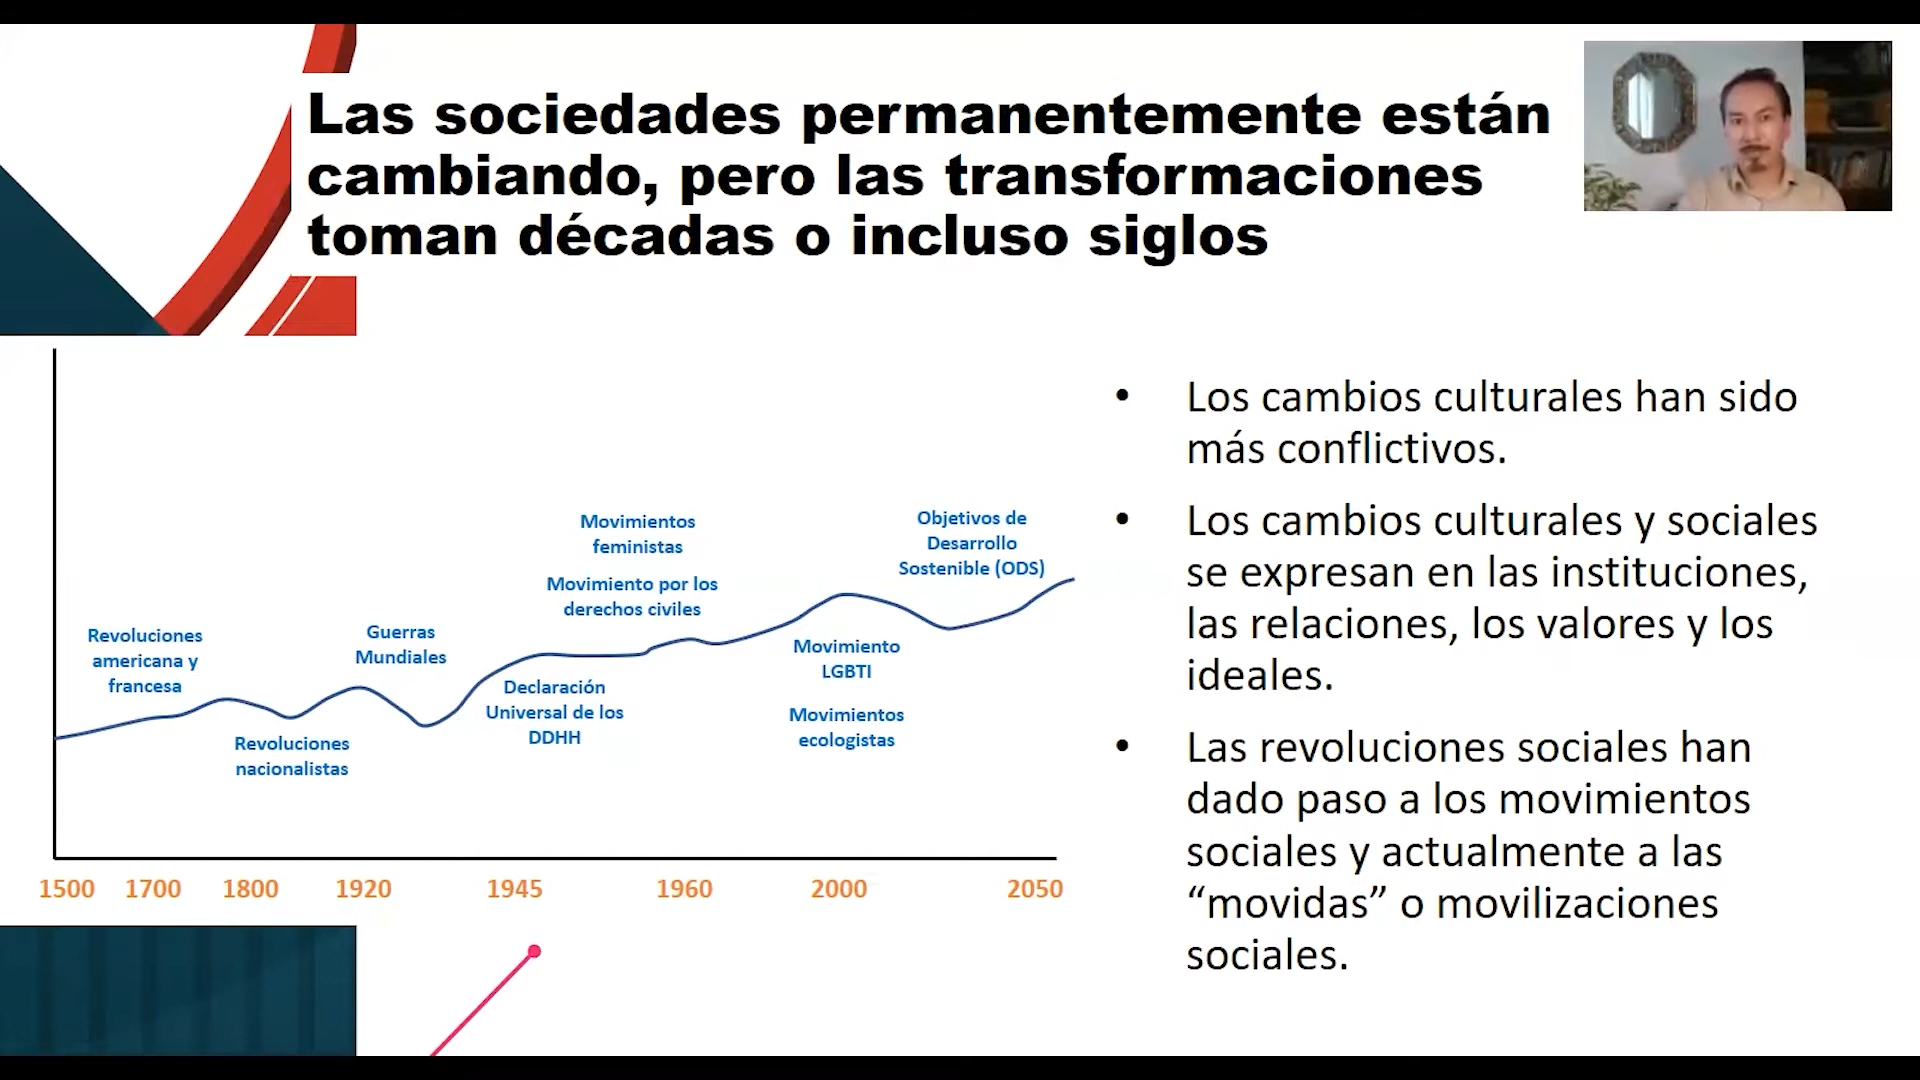 Las sociedades permanentemente están
cambiando, pero las transformaciones
toman décadas o incluso siglos
Revoluciones
americana y
francesa
Revoluciones
nacionalistas
Guerras
Mundiales
Movimientos
feministas
Movimiento por los
derechos civiles
Declaración
Universal de los
DDHH
Movimiento
LGBTI
Movimientos
ecologistas
Objetivos de
Desarrollo
Sostenible (ODS)
1500 1700 1800 1920 1945 1960 2000 2050
• Los cambios culturales han sido
más conflictivos.
• Los cambios culturales y sociales
se expresan en las instituciones,
las relaciones, los valores y los
ideales.
• Las revoluciones sociales han
dado paso a los movimientos
sociales y actualmente a las
“movidas” o movilizaciones
sociales.